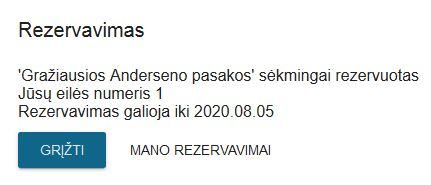 Rezervavimas
'Gražiausios Anderseno pasakos' sėkmingai rezervuotas
Jūsų eilės numeris 1
Rezervavimas galioja iki 2020.08.05
GRĮŽTI MANO REZERVAVIMAI